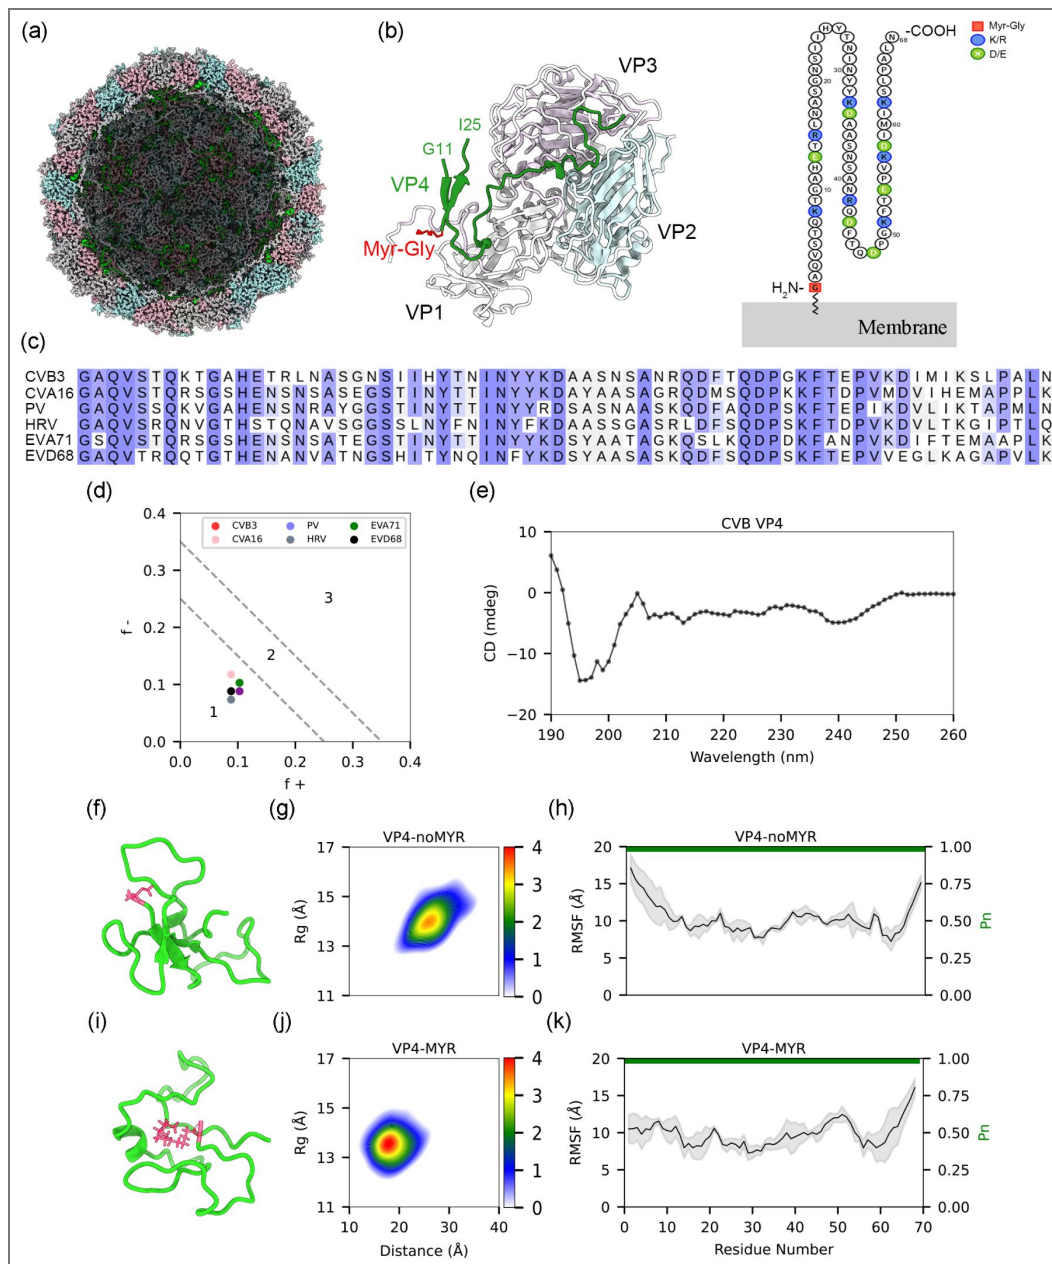 (a)
(b)
VP3
I25
G11
VP4
Myr-Gly
VP2
VP1
-COOH
Myr-Gly
K/R
D/E
H2N-
Membrane
(c)
CVB3 GAQVSTQKTGAHETRLNASGNSIIHYTNINYYKDAASNSANRQDFTQDPGKFTEPVKDIMIKSLPALN
CVA16 GAQVSTQRSGSHENSNSASEGSTINYTTINYYKDAYAASAGRQDMSQDPKKFTDPVMDVIHEMAPPLK
PV GAQVSSQKVGAHENSNRAYGGSTINYTTINYYRDSASNAASKQDFAQDPSKFTEPIKDVLIKTAPMLN
HRV GAQVSRQNVGTHSTQNAVSGGSSLNYFNINYFKDAASSGASRLDFSQDPSKFTDPVKDVLTKGIPTLQ
EVA71 GSQVSTQRSGSHENSNSATEGSTINYTTINYYKDSYAATAGKQSLKQDPDKFANPVKDIFTEMAAPLK
EVD68 GAQVTRQQTGTHENANVATNGSHITYNQINFYKDSYAASASKQDFSQDPSKFTEPVVEGLKAGAPVLK
(d)
CVB3 PV EVA71
CVA16 HRV EVD68
0.4
0.3
0.2
0.1
0.0
f -
3
2
1
0.0 0.1 0.2 0.3 0.4
f +
(e)
CVB VP4
10
0
−10
−20
CD (mdeg)
190 200 210 220 230 240 250 260
Wavelength (nm)
(f)
(g)
VP4-noMYR
17
15
13
11
Rg (Å)
4
3
2
1
0
(h)
VP4-noMYR
20
15
10
5
0
RMSF (Å)
1.00
0.75
0.50
0.25
0.00
Pn
(i)
(j)
VP4-MYR
17
15
13
11
Rg (Å)
10 20 30 40
Distance (Å)
4
3
2
1
0
(k)
VP4-MYR
20
15
10
5
0
RMSF (Å)
1.00
0.75
0.50
0.25
0.00
Pn
0 10 20 30 40 50 60 70
Residue Number